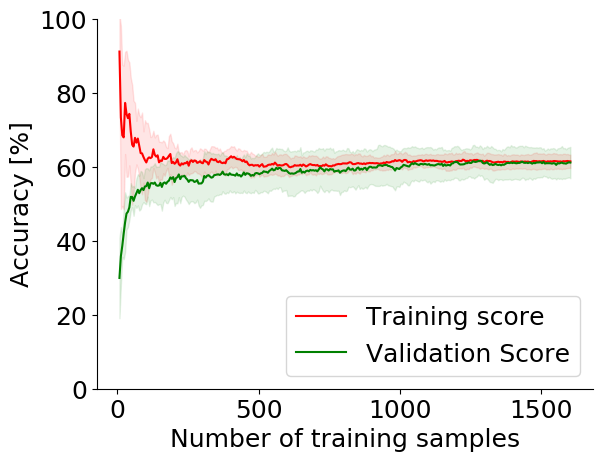 100
80
60
40
20
0
Accuracy [%]
Training score
Validation Score
0 500 1000 1500
Number of training samples